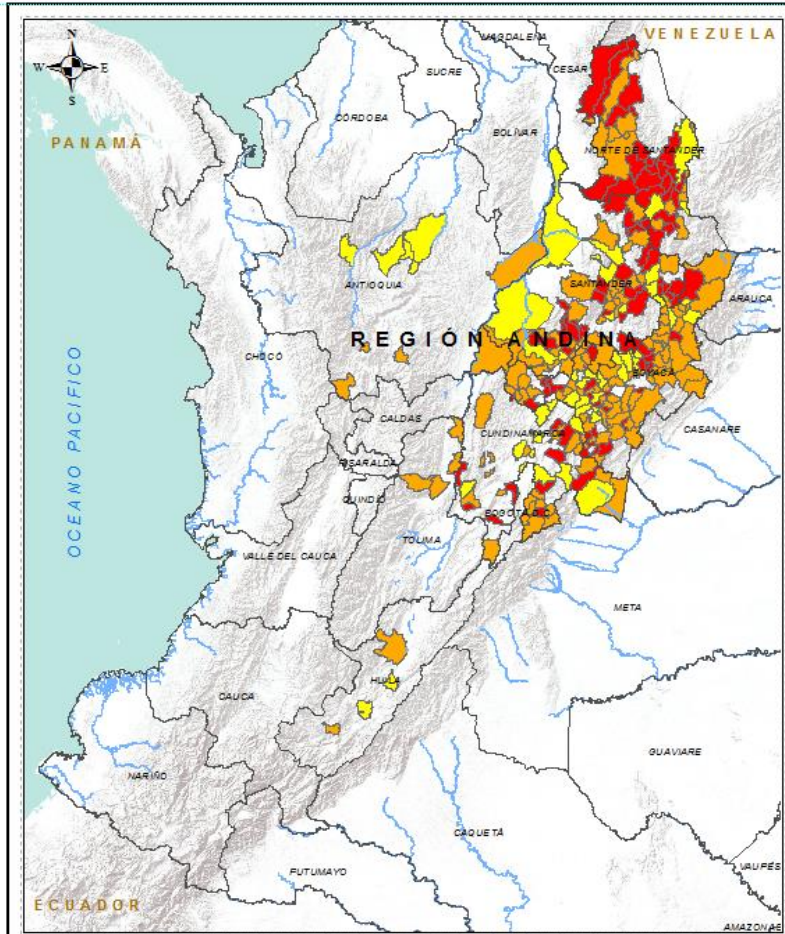 VENEZUELA
MAGDALENA
N
W E
S
CESAR
SUCRE
CÓRDOBA
BOLÍVAR
PANAMÁ
NORTE DE SANTANDER
ANTIOQUIA
SANTANDER
ARAUCA
REGIÓN ANDINA
CHOCÓ
BOYACÁ
OCEANO PACIFICO
CALDAS
CUNDINAMARCA
CASANARE
RISARALDA
QUINDÍO
BOGOTÁ D.C.
TOLIMA
VALLE DEL CAUCA
META
HUILA
CAUCA
GUAVIARE
NARIÑO
CAQUETÁ
PUTUMAYO
VAUPÉS
ECUADOR
AMAZONAS